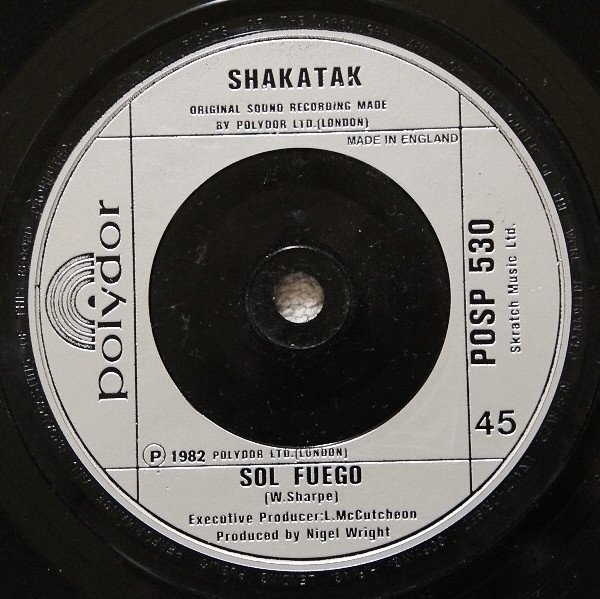 SHAKATAK
ORIGINAL SOUND RECORDING MADE
BY POLYDOR LTD.(LONDON)
MADE IN ENGLAND
polydor
POSP 530
Skratch Music Ltd.
45
P 1982 POLYDOR LTD.(LONDON)
SOL FUEGO
(W.Sharpe)
Executive Producer:L.McCutcheon
Produced by Nigel Wright